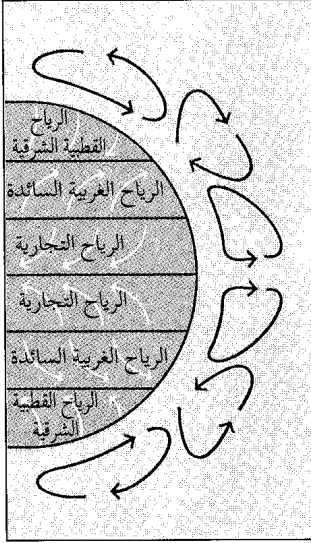 الرياح
القطبية الشرقية
الرياح الغربية السائدة
الرياح التجارية
الرياح التجارية
الرياح الغربية السائدة
الرياح القطبية
الشرقية